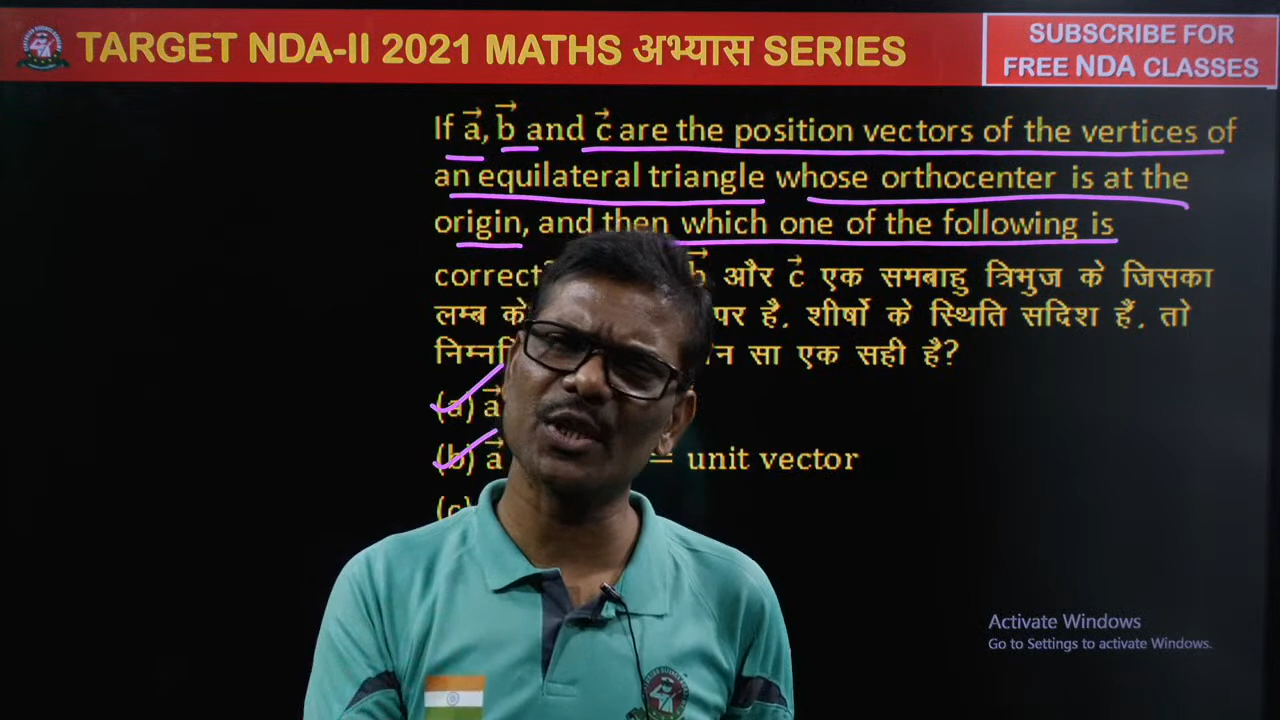 TARGET NDA-II 2021 MATHS अभ्यास SERIES
SUBSCRIBE FOR
FREE NDA CLASSES
If a⃗, b⃗ and c⃗ are the position vectors of the vertices of
an equilateral triangle whose orthocenter is at the
origin, and then which one of the following is
correct b⃗ और c⃗ एक समबाहु त्रिभुज के जिसका
लम्ब पर है, शीर्षो के स्थिति सदिश हैं, तो
सा एक सही है?
(a) a⃗
(b) a⃗ = unit vector
(c)
Activate Windows
Go to Settings to activate Windows.